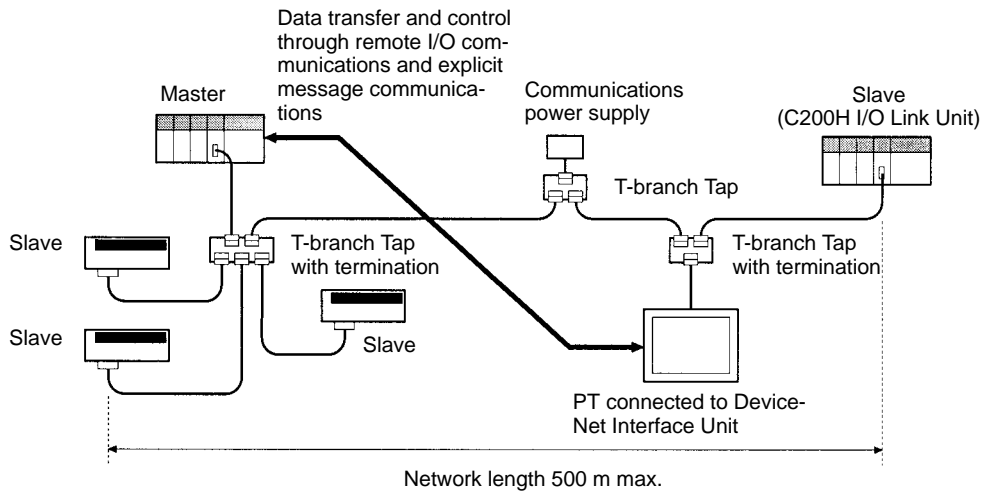 Data transfer and control
through remote I/O com-
munications and explicit
message communica-
tions
Master
Communications
power supply
Slave
(C200H I/O Link Unit)
T-branch Tap
Slave
T-branch Tap
with termination
T-branch Tap
with termination
Slave
Slave
PT connected to Device-
Net Interface Unit
Network length 500 m max.